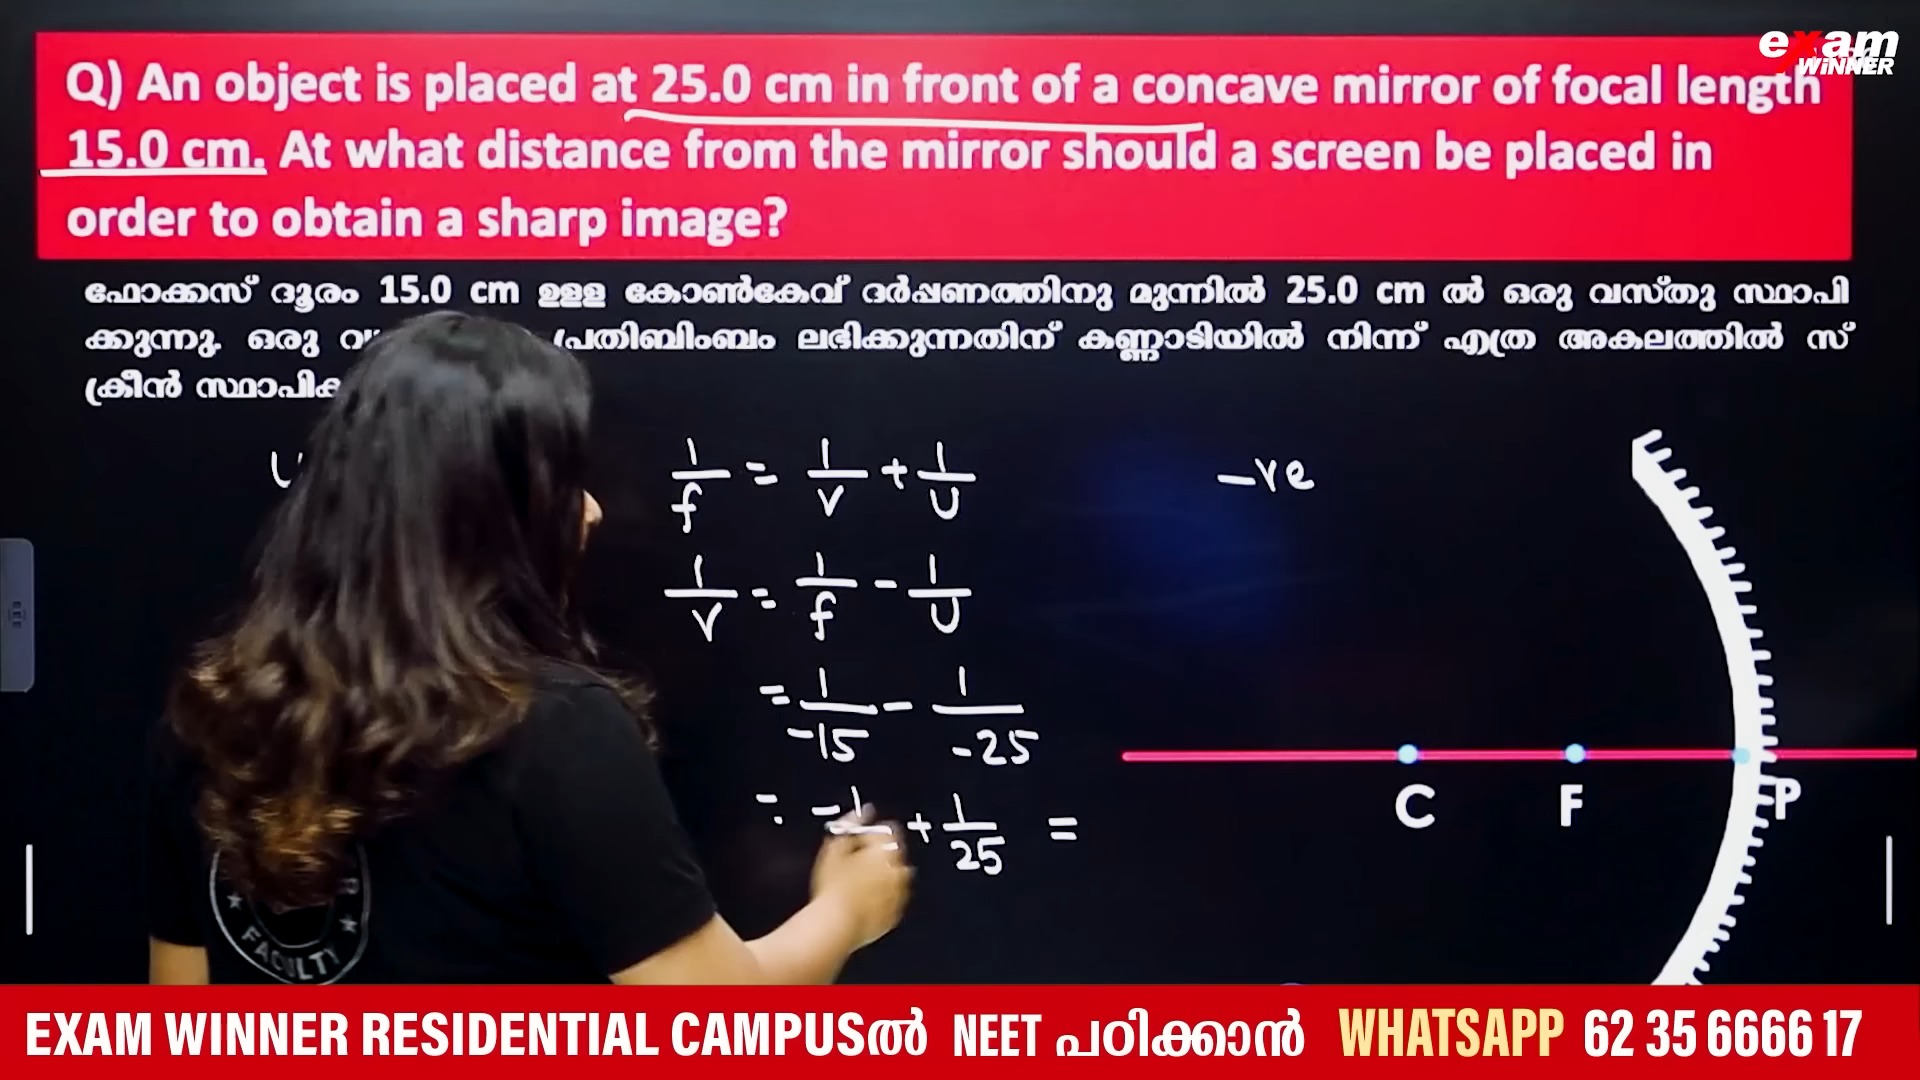 exam
WINNER
Q) An object is placed at 25.0 cm in front of a concave mirror of focal length
15.0 cm. At what distance from the mirror should a screen be placed in
order to obtain a sharp image?
ഫോക്കസ് ദൂരം 15.0 cm ഉള്ള കോൺകേവ് ദർപ്പണത്തിനു മുന്നിൽ 25.0 cm ൽ ഒരു വസ്തു സ്ഥാപി
ക്കുന്നു. ഒരു പ്രതിബിംബം ലഭിക്കുന്നതിന് കണ്ണാടിയിൽ നിന്ന് എത്ര അകലത്തിൽ സ്
ക്രീൻ
1/f = 1/v + 1/u
-ve
1/v = 1/f - 1/u
= 1/-15 - 1/-25
= + 1/25 =
C F P
FACULTY
EXAM WINNER RESIDENTIAL CAMPUSൽ NEET പഠിക്കാൻ WHATSAPP 62 35 6666 17